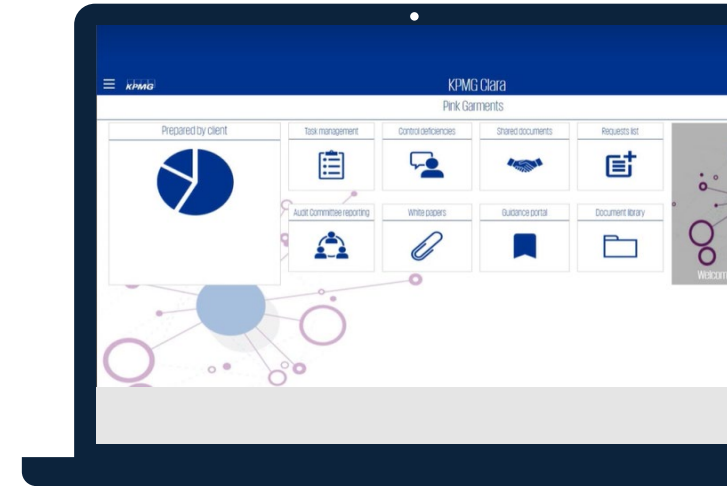 KPMG
KPMG Clara
Pink Garments
Prepared by client
Task management
Control deficiencies
Shared documents
Requests list
Audit Committee reporting
White papers
Guidance portal
Document library